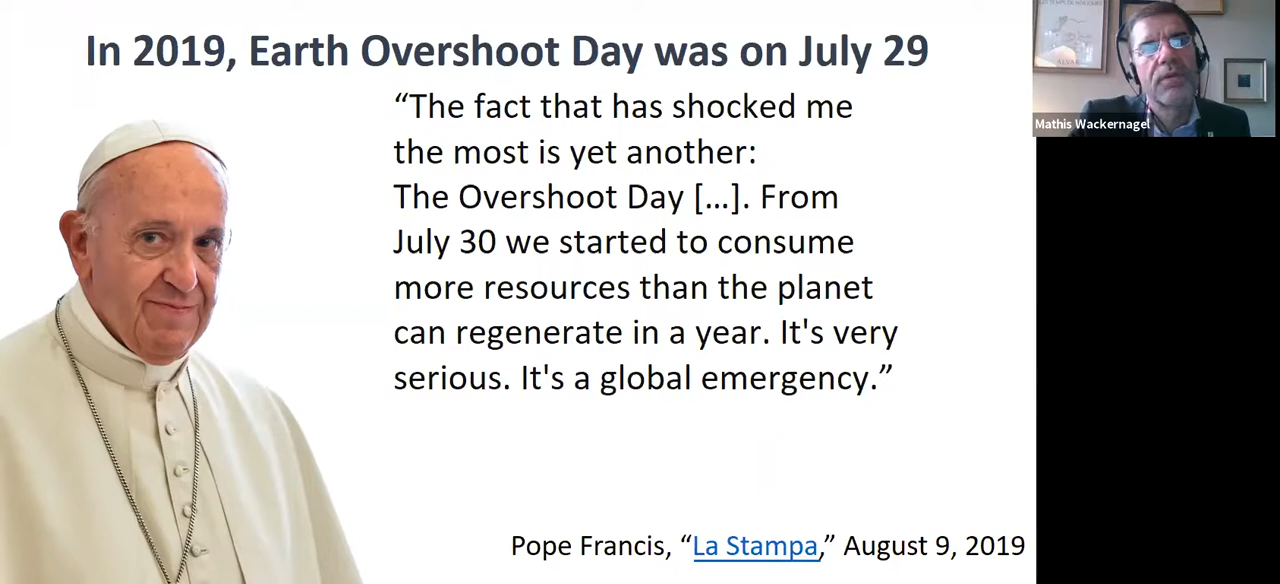 In 2019, Earth Overshoot Day was on July 29
“The fact that has shocked me
the most is yet another:
The Overshoot Day [...]. From
July 30 we started to consume
more resources than the planet
can regenerate in a year. It's very
serious. It's a global emergency.”
Pope Francis, “La Stampa,” August 9, 2019
ALVAR
Mathis Wackernagel